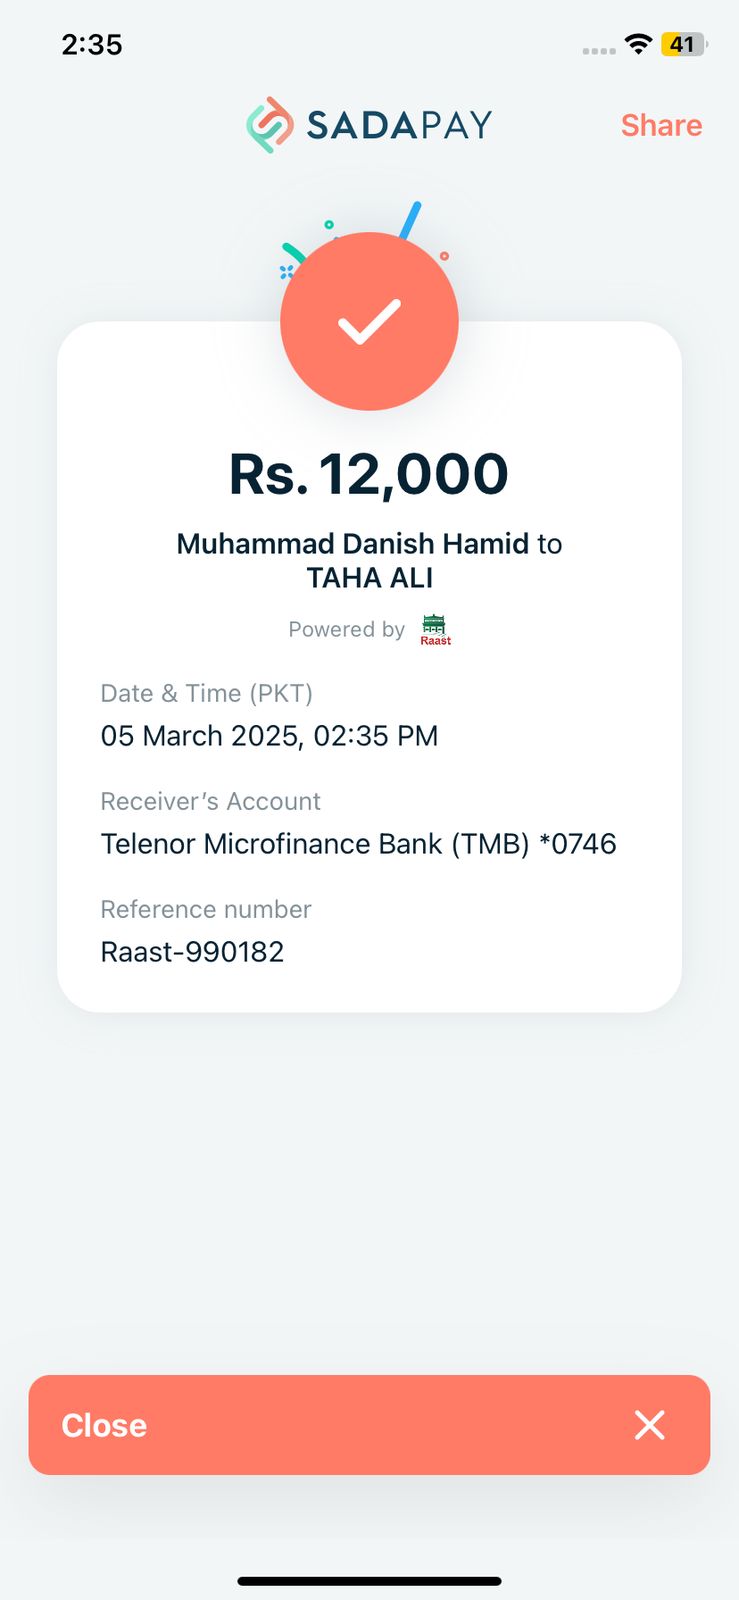 2:35
41
SADAPAY
Share
Rs. 12,000
Muhammad Danish Hamid to
TAHA ALI
Powered by Raast
Date & Time (PKT)
05 March 2025, 02:35 PM
Receiver’s Account
Telenor Microfinance Bank (TMB) *0746
Reference number
Raast-990182
Close